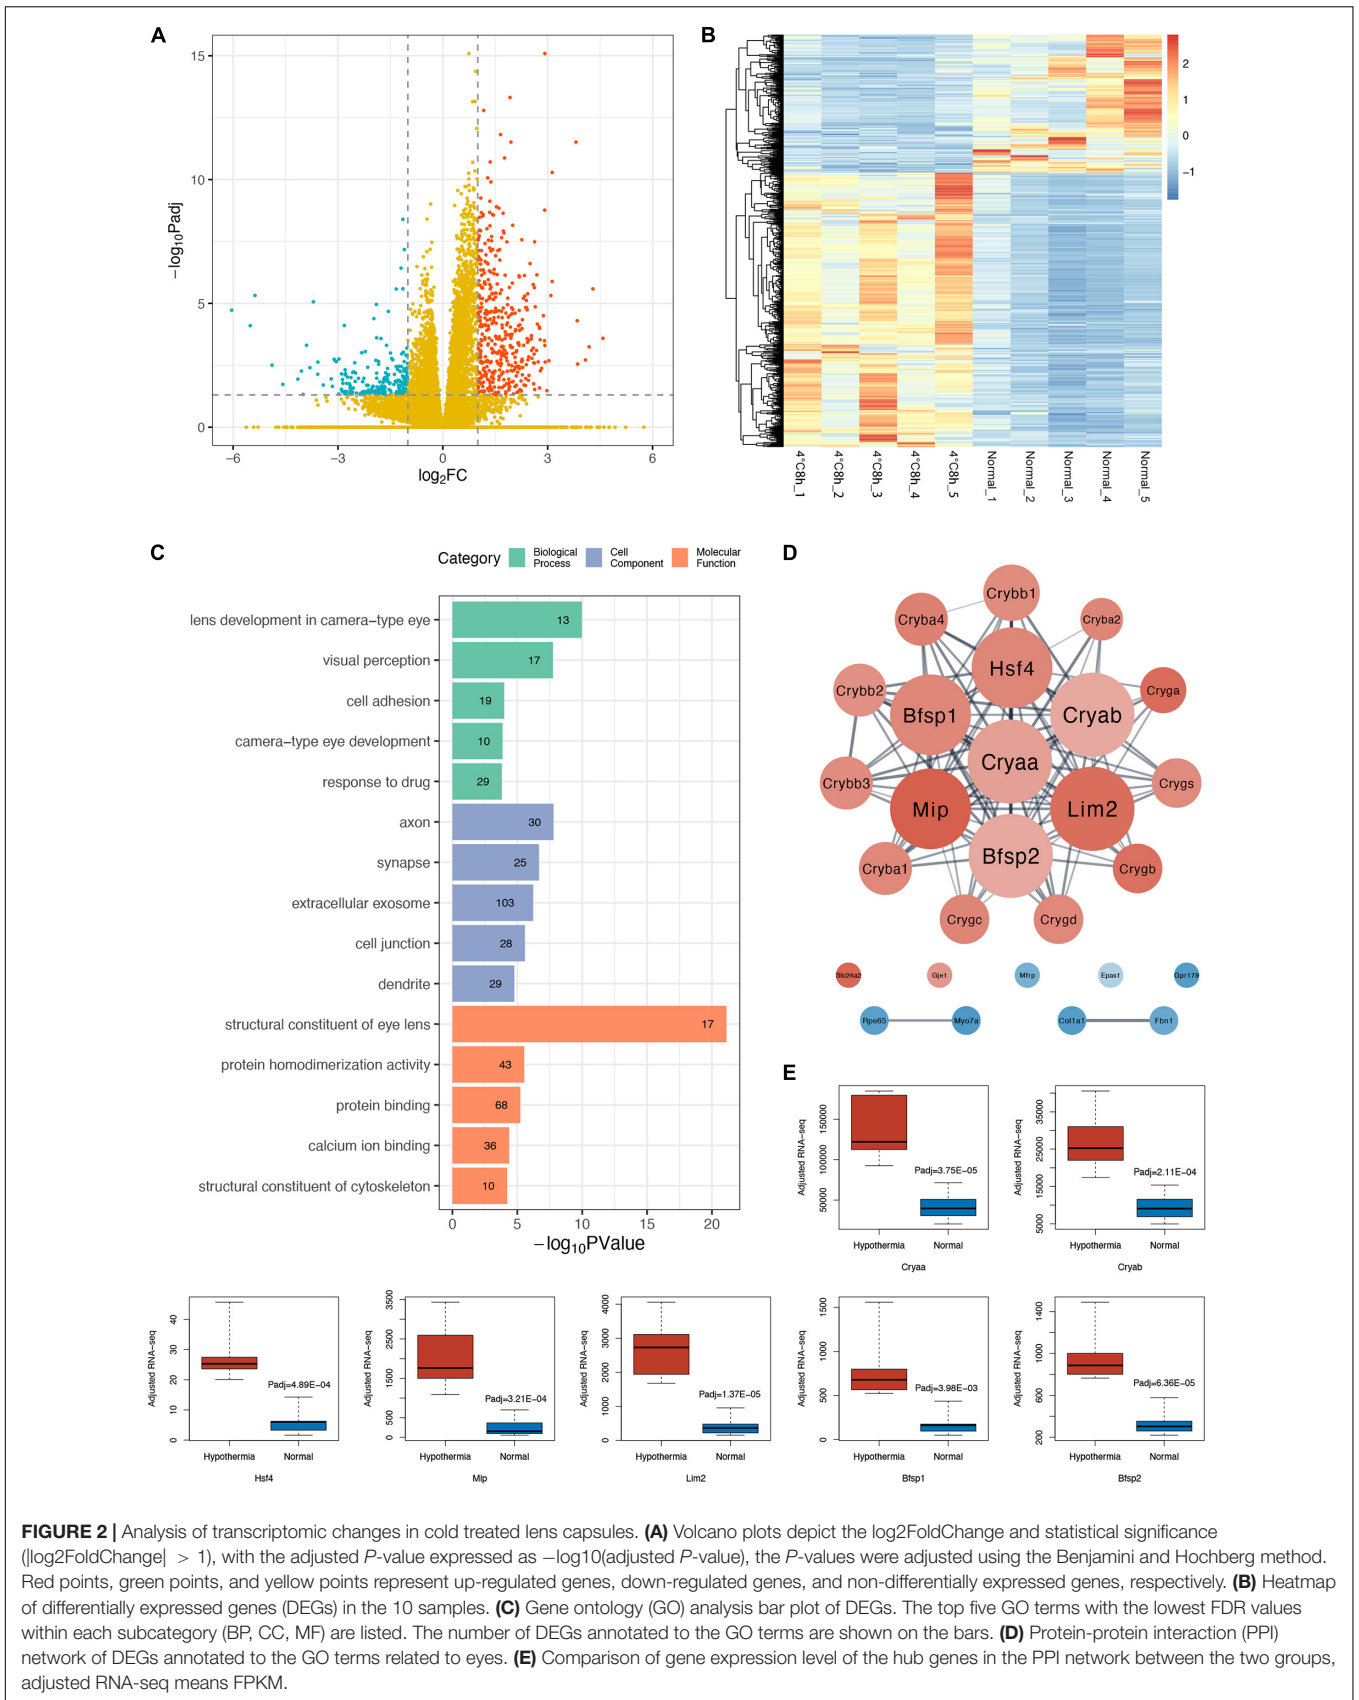 A
15
10
5
0
−log10Padj
−6
−3
0
3
6
log2FC
B
2
1
0
−1
4°C8h_1
4°C8h_2
4°C8h_3
4°C8h_4
4°C8h_5
Normal_1
Normal_2
Normal_3
Normal_4
Normal_5
C
Category
Biological Process
Cell Component
Molecular Function
lens development in camera−type eye 13
visual perception 17
cell adhesion 19
camera−type eye development 10
response to drug 29
axon 30
synapse 25
extracellular exosome 103
cell junction 28
dendrite 29
structural constituent of eye lens 17
protein homodimerization activity 43
protein binding 68
calcium ion binding 36
structural constituent of cytoskeleton 10
0 5 10 15 20
−log10PValue
D
Crybb1
Cryba4
Cryba2
Hsf4
Crybb2
Cryga
Bfsp1
Cryab
Cryaa
Crybb3
Crygs
Mip
Lim2
Bfsp2
Cryba1
Crygb
Crygc
Crygd
Slc24a2
Gje1
Mfrp
Epas1
Gpr179
Rpe65
Myo7a
Col1a1
Fbn1
E
Adjusted RNA−seq
50000 100000 150000
Padj=3.75E−05
Hypothermia Normal
Cryaa
Adjusted RNA−seq
5000 15000 25000 35000
Padj=2.11E−04
Hypothermia Normal
Cryab
Adjusted RNA−seq
0 10 20 30 40
Padj=4.89E−04
Hypothermia Normal
Hsf4
Adjusted RNA−seq
0 500 1500 2500 3500
Padj=3.21E−04
Hypothermia Normal
Mip
Adjusted RNA−seq
0 1000 2000 3000 4000
Padj=1.37E−05
Hypothermia Normal
Lim2
Adjusted RNA−seq
0 500 1000 1500
Padj=3.98E−03
Hypothermia Normal
Bfsp1
Adjusted RNA−seq
200 600 1000 1400
Padj=6.36E−05
Hypothermia Normal
Bfsp2
FIGURE 2 | Analysis of transcriptomic changes in cold treated lens capsules. (A) Volcano plots depict the log2FoldChange and statistical significance
(|log2FoldChange| > 1), with the adjusted P-value expressed as −log10(adjusted P-value), the P-values were adjusted using the Benjamini and Hochberg method.
Red points, green points, and yellow points represent up-regulated genes, down-regulated genes, and non-differentially expressed genes, respectively. (B) Heatmap
of differentially expressed genes (DEGs) in the 10 samples. (C) Gene ontology (GO) analysis bar plot of DEGs. The top five GO terms with the lowest FDR values
within each subcategory (BP, CC, MF) are listed. The number of DEGs annotated to the GO terms are shown on the bars. (D) Protein-protein interaction (PPI)
network of DEGs annotated to the GO terms related to eyes. (E) Comparison of gene expression level of the hub genes in the PPI network between the two groups,
adjusted RNA-seq means FPKM.